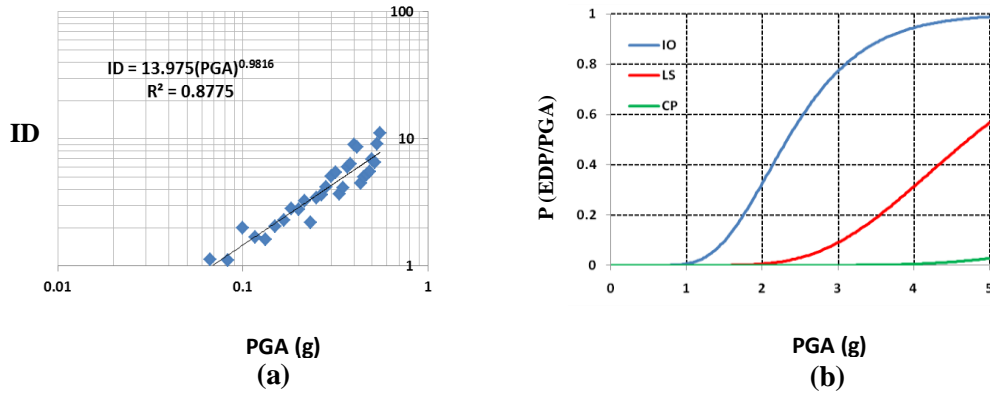 100
ID = 13.975(PGA)^0.9816
R² = 0.8775
ID
10
1
0.01 0.1 1
PGA (g)
(a)
1
0.8
0.6
0.4
0.2
0
IO
LS
CP
P (EDP/PGA)
0 1 2 3 4 5
PGA (g)
(b)